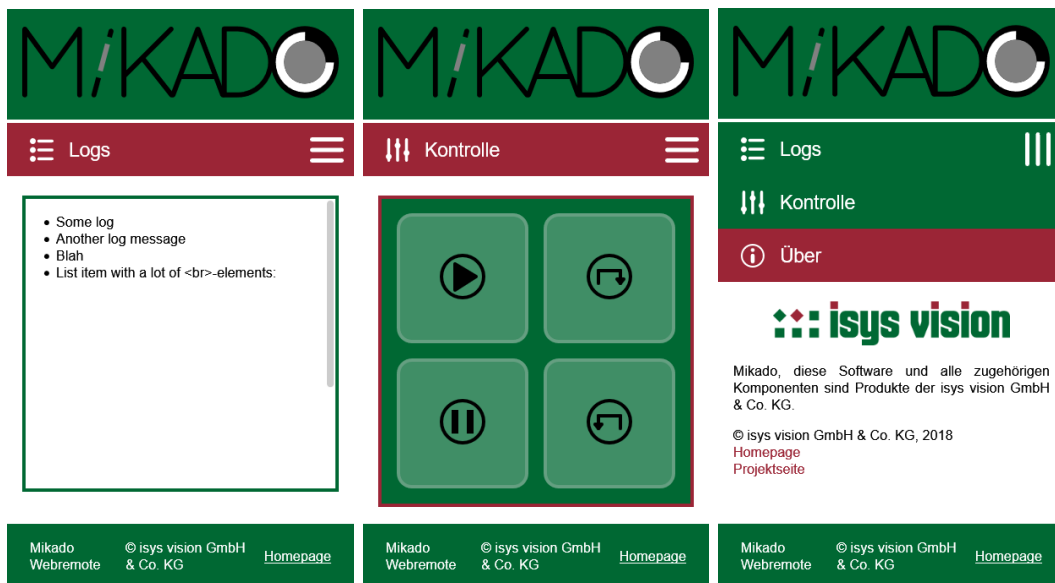 MiKADO
Logs
Some log
Another log message
Blah
List item with a lot of <br>-elements:
Mikado
Webremote
© isys vision GmbH
& Co. KG
Homepage
MiKADO
Kontrolle
Mikado
Webremote
© isys vision GmbH
& Co. KG
Homepage
MiKADO
Logs
Kontrolle
Über
isys vision
Mikado, diese Software und alle zugehörigen
Komponenten sind Produkte der isys vision GmbH
& Co. KG.
© isys vision GmbH & Co. KG, 2018
Homepage
Projektseite
Mikado
Webremote
© isys vision GmbH
& Co. KG
Homepage